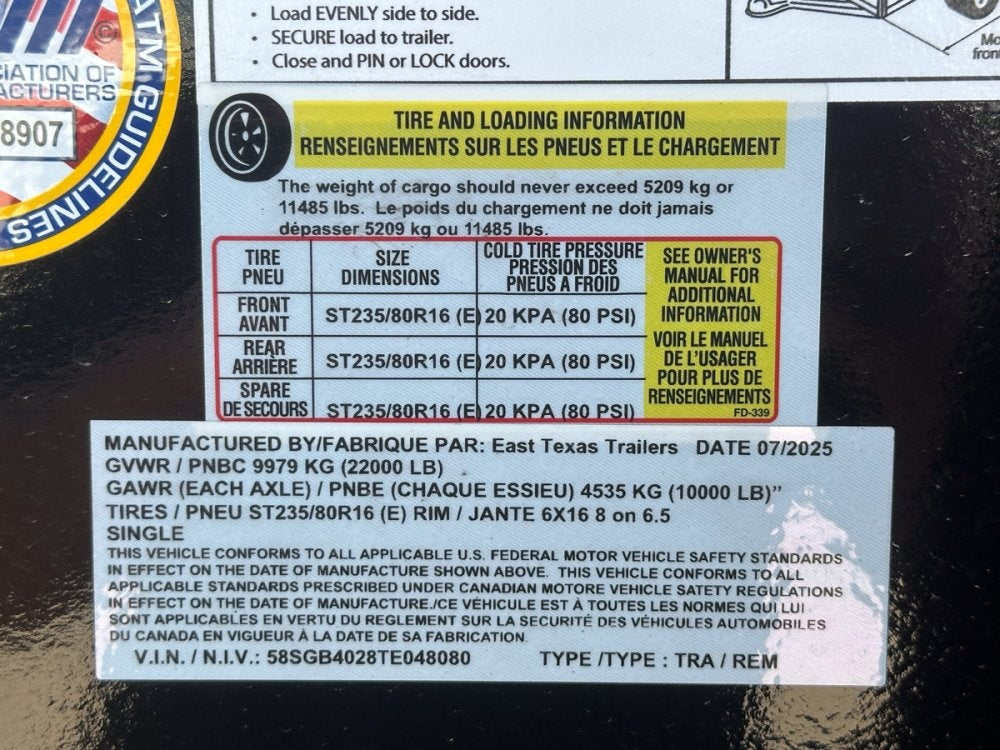 • Load EVENLY side to side.
• SECURE load to trailer.
• Close and PIN or LOCK doors.
Mo
fron
ATM GUIDELINES
CIATION OF
ACTURERS
8907
©
TIRE AND LOADING INFORMATION
RENSEIGNEMENTS SUR LES PNEUS ET LE CHARGEMENT
The weight of cargo should never exceed 5209 kg or
11485 lbs. Le poids du chargement ne doit jamais
dépasser 5209 kg ou 11485 lbs.
TIRE
PNEU
SIZE
DIMENSIONS
COLD TIRE PRESSURE
PRESSION DES
PNEUS A FROID
SEE OWNER'S
MANUAL FOR
ADDITIONAL
INFORMATION
VOIR LE MANUEL
DE L'USAGER
POUR PLUS DE
RENSEIGNEMENTS
FD-339
FRONT
AVANT
ST235/80R16 (E) 20 KPA (80 PSI)
REAR
ARRIÈRE
ST235/80R16 (E) 20 KPA (80 PSI)
SPARE
DE SECOURS
ST235/80R16 (E) 20 KPA (80 PSI)
MANUFACTURED BY/FABRIQUE PAR: East Texas Trailers DATE 07/2025
GVWR / PNBC 9979 KG (22000 LB)
GAWR (EACH AXLE) / PNBE (CHAQUE ESSIEU) 4535 KG (10000 LB)”
TIRES / PNEU ST235/80R16 (E) RIM / JANTE 6X16 8 on 6.5
SINGLE
THIS VEHICLE CONFORMS TO ALL APPLICABLE U.S. FEDERAL MOTOR VEHICLE SAFETY STANDARDS
IN EFFECT ON THE DATE OF MANUFACTURE SHOWN ABOVE. THIS VEHICLE CONFORMS TO ALL
APPLICABLE STANDARDS PRESCRIBED UNDER CANADIAN MOTORE VEHICLE SAFETY REGULATIONS
IN EFFECT ON THE DATE OF MANUFACTURE./CE VÉHICULE EST À TOUTES LES NORMES QUI LUI
SONT APPLICABLES EN VERTU DU REGLEMENT SUR LA SECURITÉ DES VÉHICULES AUTOMOBILES
DU CANADA EN VIGUEUR À LA DATE DE SA FABRICATION.
V.I.N. / N.I.V.: 58SGB4028TE048080 TYPE /TYPE : TRA / REM